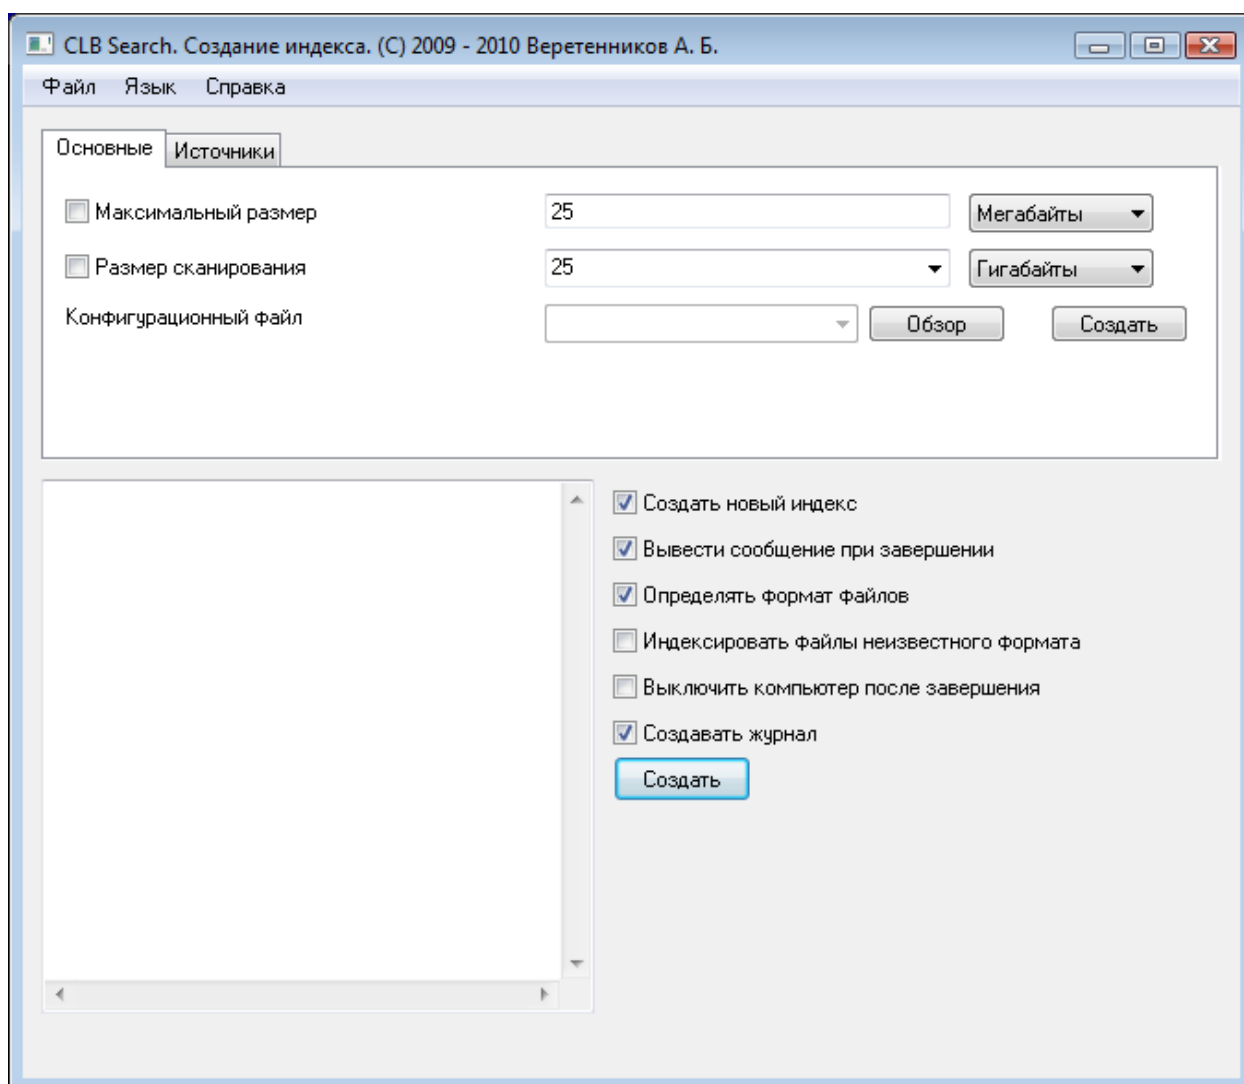 CLB Search. Создание индекса. (C) 2009 - 2010 Веретенников А. Б.
Файл Язык Справка
Основные Источники
Максимальный размер 25 Мегабайты
Размер сканирования 25 Гигабайты
Конфигурационный файл Обзор Создать
Создать новый индекс
Вывести сообщение при завершении
Определять формат файлов
Индексировать файлы неизвестного формата
Выключить компьютер после завершения
Создавать журнал
Создать